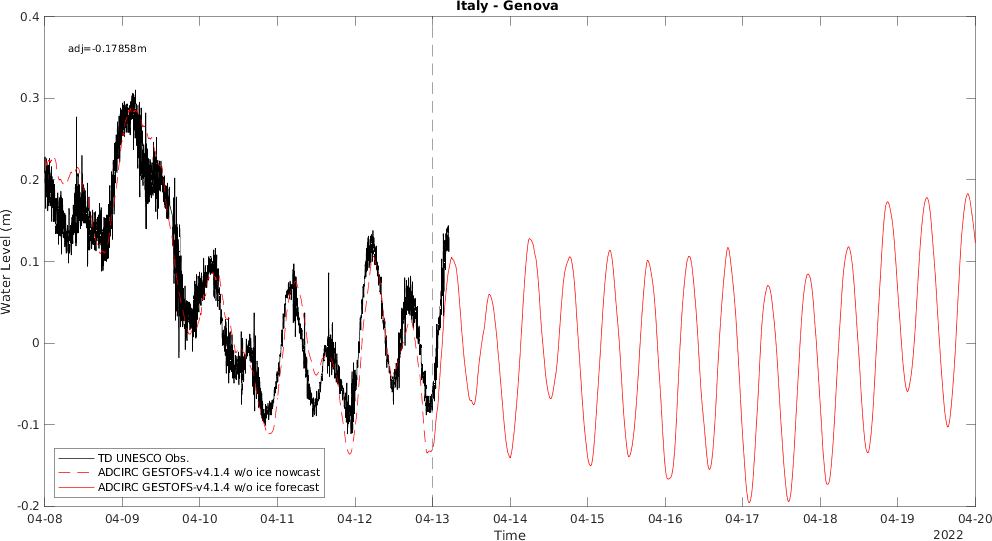 Italy - Genova
adj=-0.17858m
0.4
0.3
0.2
0.1
0
-0.1
-0.2
Water Level (m)
TD UNESCO Obs.
ADCIRC GESTOFS-v4.1.4 w/o ice nowcast
ADCIRC GESTOFS-v4.1.4 w/o ice forecast
04-08 04-09 04-10 04-11 04-12 04-13 04-14 04-15 04-16 04-17 04-18 04-19 04-20
Time
2022